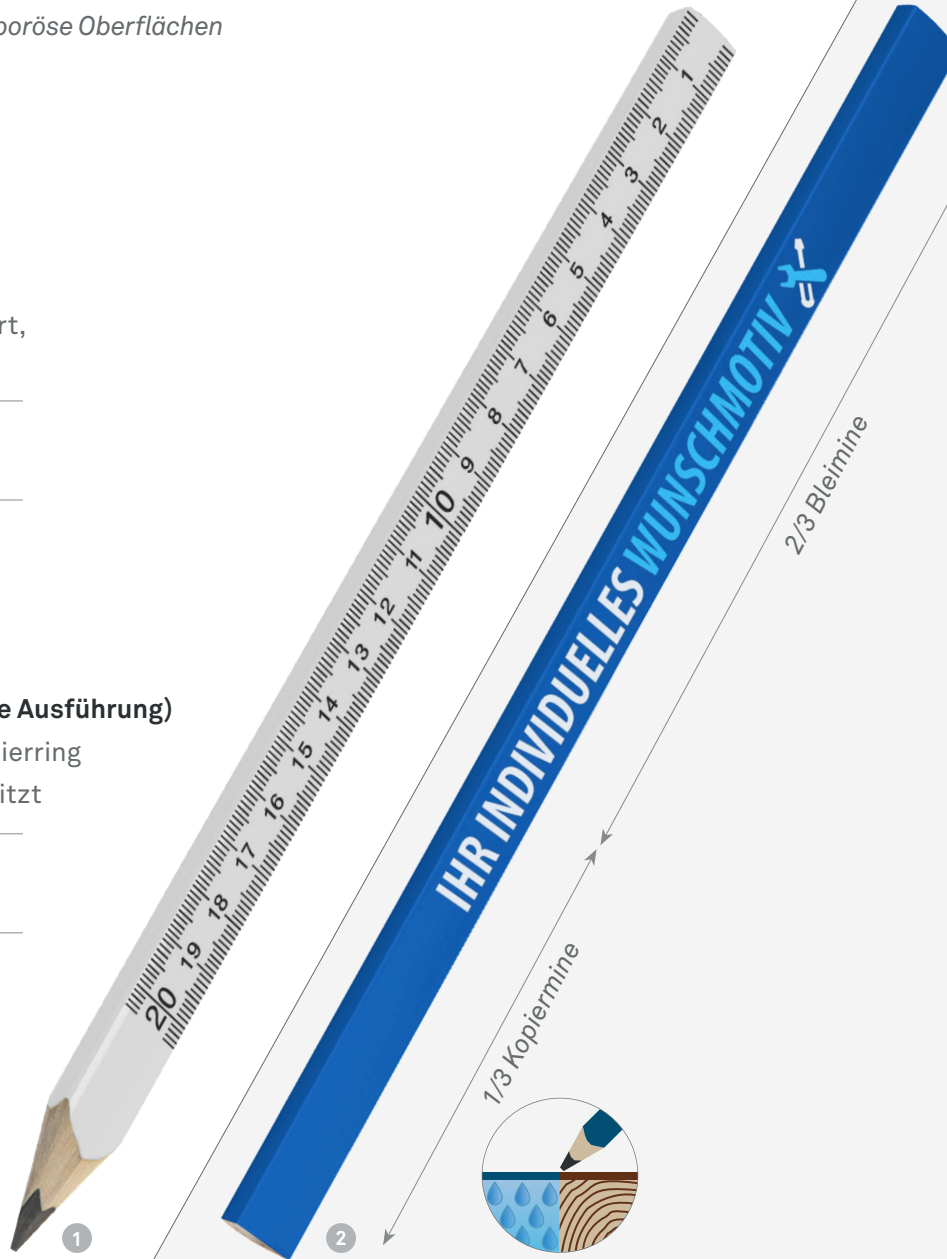 poröse Oberflächen
rt,
e Ausführung)
ierring
itzt
1
2
3
4
5
6
7
8
9
10
11
12
13
14
15
16
17
18
19
20
IHR INDIVIDUELLES WUNSCHMOTIV
2/3 Bleimine
1/3 Kopiermine
1
2